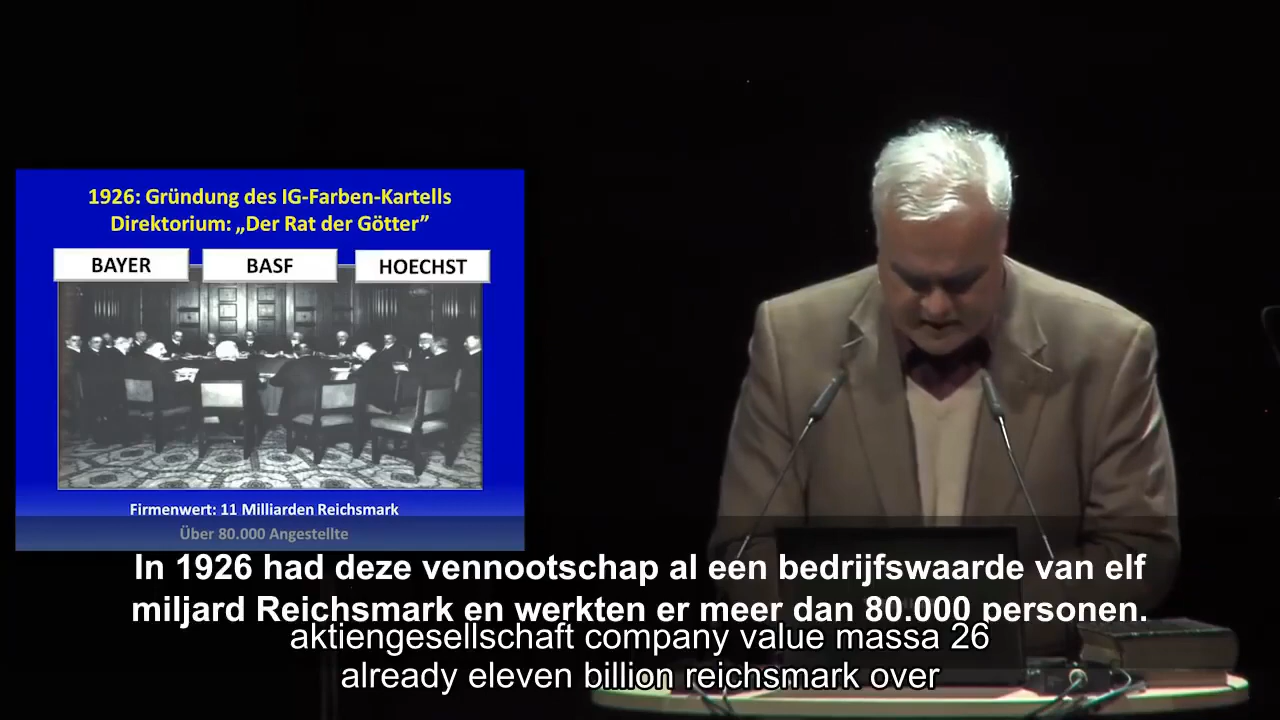 1926: Gründung des IG-Farben-Kartells
Direktorium: „Der Rat der Götter”
BAYER
BASF
HOECHST
Firmenwert: 11 Milliarden Reichsmark
Über 80.000 Angestellte
In 1926 had deze vennootschap al een bedrijfswaarde van elf
miljard Reichsmark en werkten er meer dan 80.000 personen.
aktiengesellschaft company value massa 26
already eleven billion reichsmark over